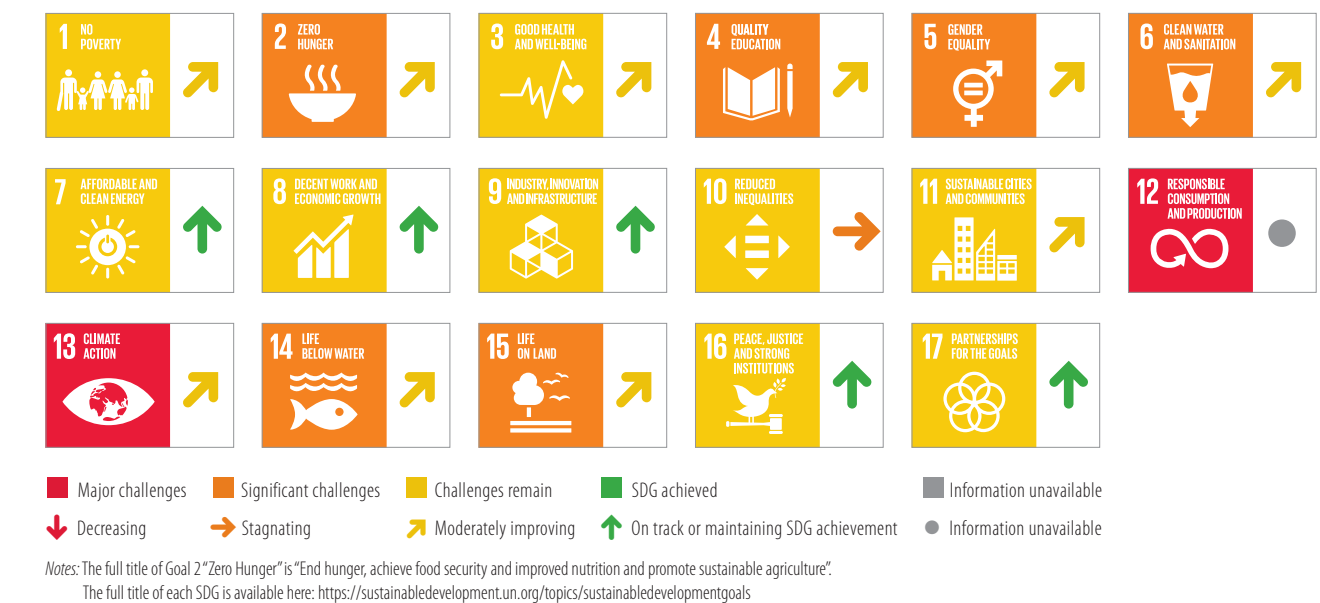 1 NO
POVERTY
2 ZERO
HUNGER
3 GOOD HEALTH
AND WELL-BEING
4 QUALITY
EDUCATION
5 GENDER
EQUALITY
6 CLEAN WATER
AND SANITATION
7 AFFORDABLE AND
CLEAN ENERGY
8 DECENT WORK AND
ECONOMIC GROWTH
9 INDUSTRY, INNOVATION
AND INFRASTRUCTURE
10 REDUCED
INEQUALITIES
11 SUSTAINABLE CITIES
AND COMMUNITIES
12 RESPONSIBLE
CONSUMPTION
AND PRODUCTION
13 CLIMATE
ACTION
14 LIFE
BELOW WATER
15 LIFE
ON LAND
16 PEACE, JUSTICE
AND STRONG
INSTITUTIONS
17 PARTNERSHIPS
FOR THE GOALS
Major challenges Significant challenges Challenges remain SDG achieved Information unavailable
Decreasing Stagnating Moderately improving On track or maintaining SDG achievement Information unavailable
Notes: The full title of Goal 2 “Zero Hunger” is “End hunger, achieve food security and improved nutrition and promote sustainable agriculture”.
The full title of each SDG is available here: https://sustainabledevelopment.un.org/topics/sustainabledevelopmentgoals